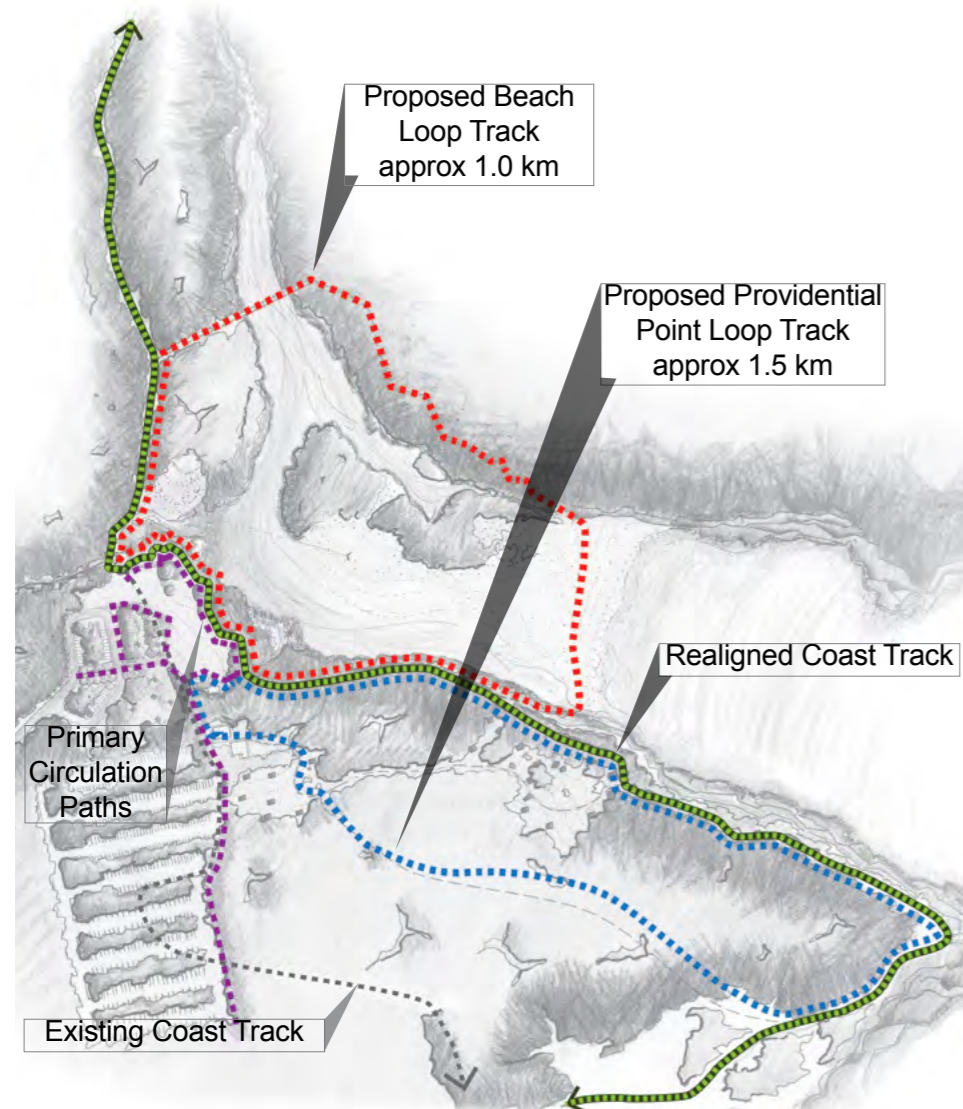 Proposed Beach
Loop Track
approx 1.0 km
Proposed Providential
Point Loop Track
approx 1.5 km
Realigned Coast Track
Primary
Circulation
Paths
Existing Coast Track